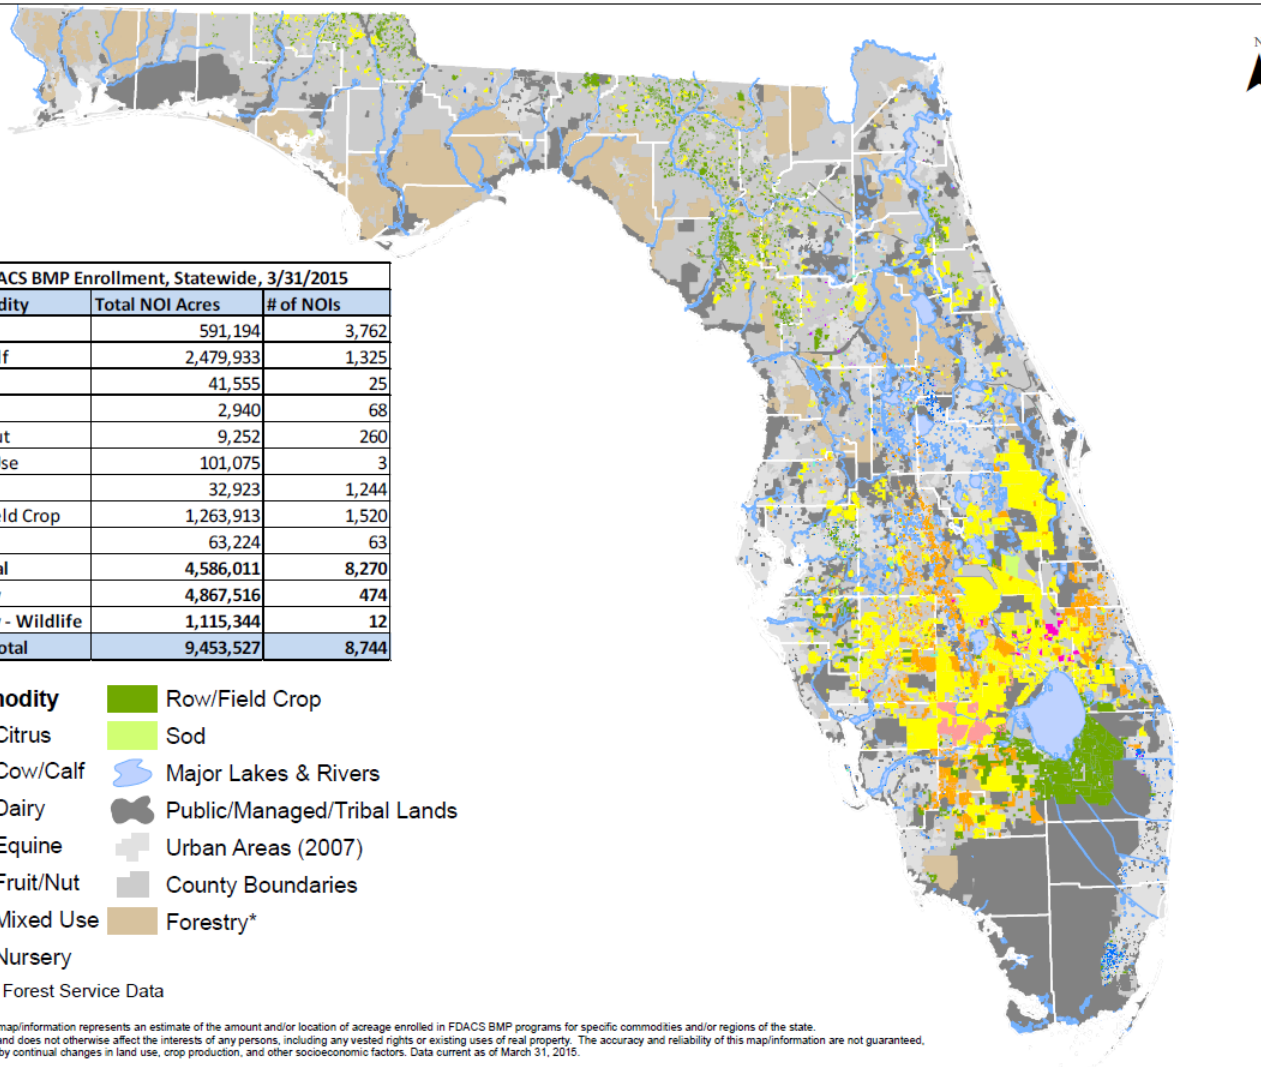 N
ACS BMP Enrollment, Statewide, 3/31/2015
dity Total NOI Acres # of NOIs
591,194 3,762
lf 2,479,933 1,325
41,555 25
2,940 68
ut 9,252 260
se 101,075 3
32,923 1,244
eld Crop 1,263,913 1,520
63,224 63
al 4,586,011 8,270
4,867,516 474
- Wildlife 1,115,344 12
otal 9,453,527 8,744
modity
Citrus
Cow/Calf
Dairy
Equine
Fruit/Nut
Mixed Use
Nursery
Row/Field Crop
Sod
Major Lakes & Rivers
Public/Managed/Tribal Lands
Urban Areas (2007)
County Boundaries
Forestry*
Forest Service Data
map/information represents an estimate of the amount and/or location of acreage enrolled in FDACS BMP programs for specific commodities and/or regions of the state.
and does not otherwise affect the interests of any persons, including any vested rights or existing uses of real property. The accuracy and reliability of this map/information are not guaranteed,
by continual changes in land use, crop production, and other socioeconomic factors. Data current as of March 31, 2015.